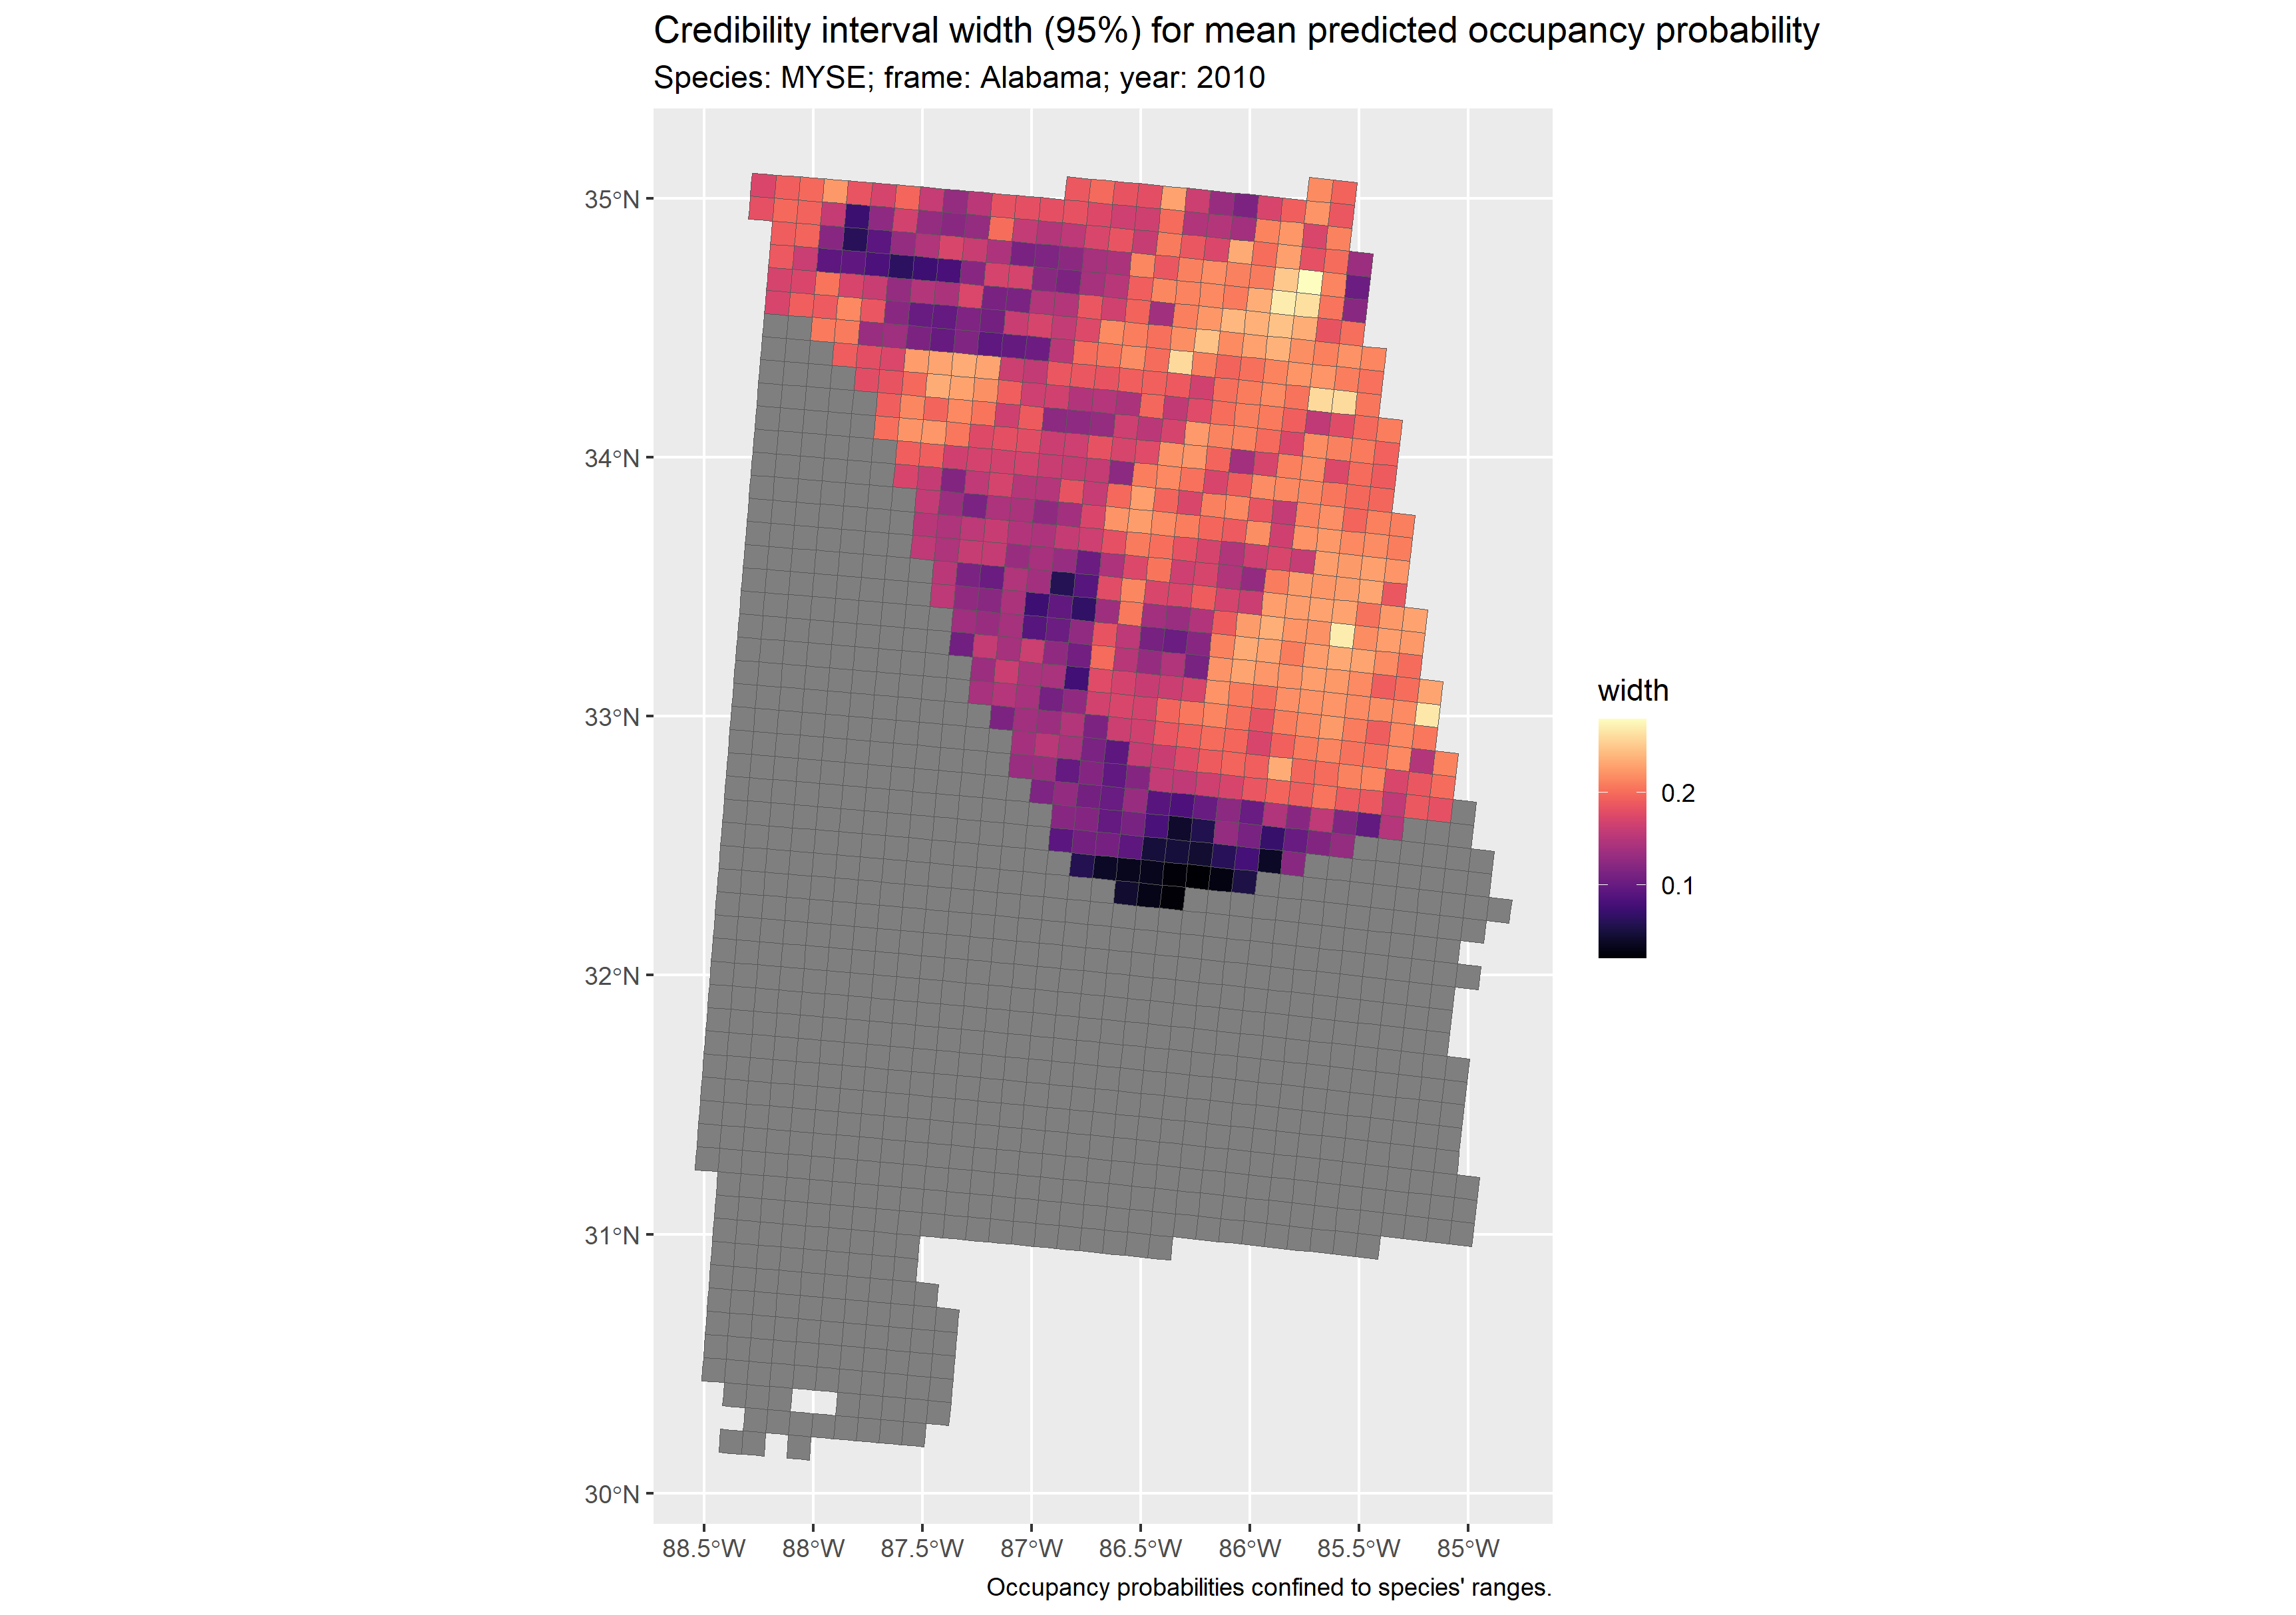 Credibility interval width (95%) for mean predicted occupancy probability
Species: MYSE; frame: Alabama; year: 2010
35°N
34°N
33°N
32°N
31°N
30°N
88.5°W 88°W 87.5°W 87°W 86.5°W 86°W 85.5°W 85°W
width
0.2
0.1
Occupancy probabilities confined to species' ranges.